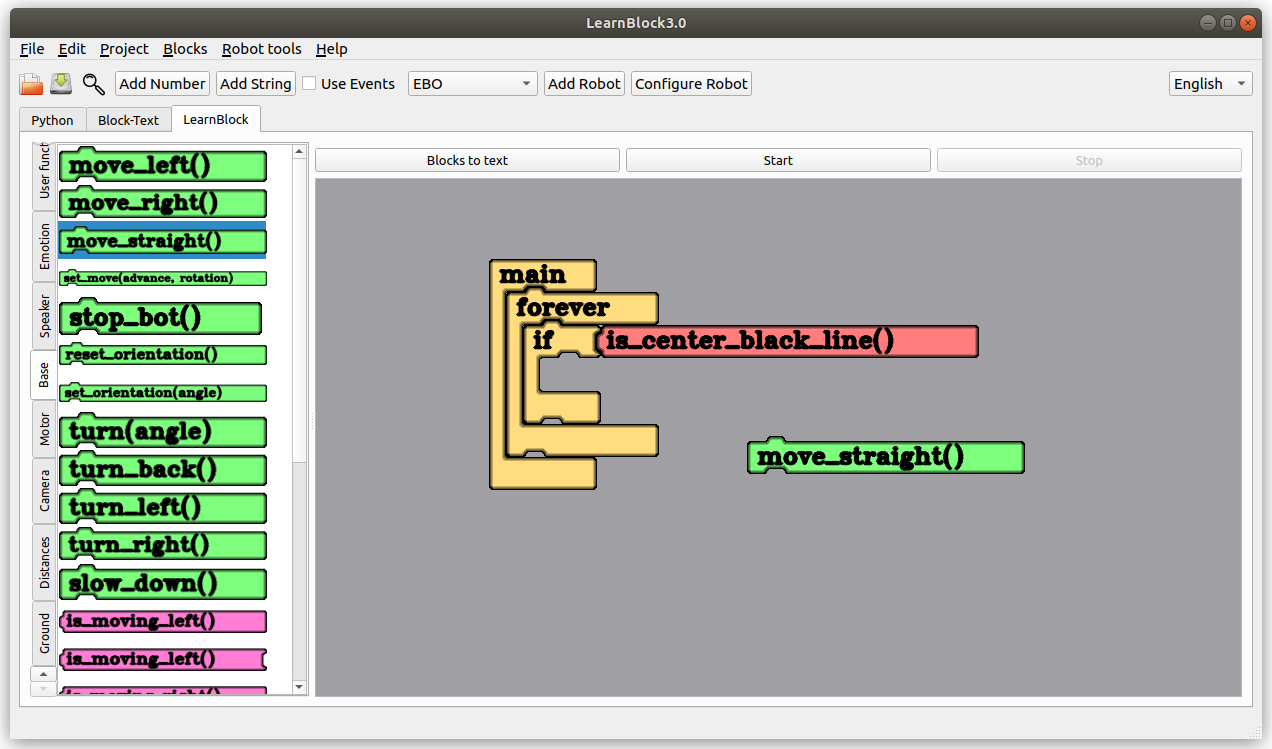 LearnBlock3.0
File Edit Project Blocks Robot tools Help
Add Number Add String Use Events EBO Add Robot Configure Robot English
Python Block-Text LearnBlock
Blocks to text Start Stop
User funct
Emotion
Speaker
Base
Motor
Camera
Distances
Ground
move_left()
move_right()
move_straight()
set_move(advance, rotation)
stop_bot()
reset_orientation()
set_orientation(angle)
turn(angle)
turn_back()
turn_left()
turn_right()
slow_down()
is_moving_left()
is_moving_left()
main
forever
if is_center_black_line()
move_straight()